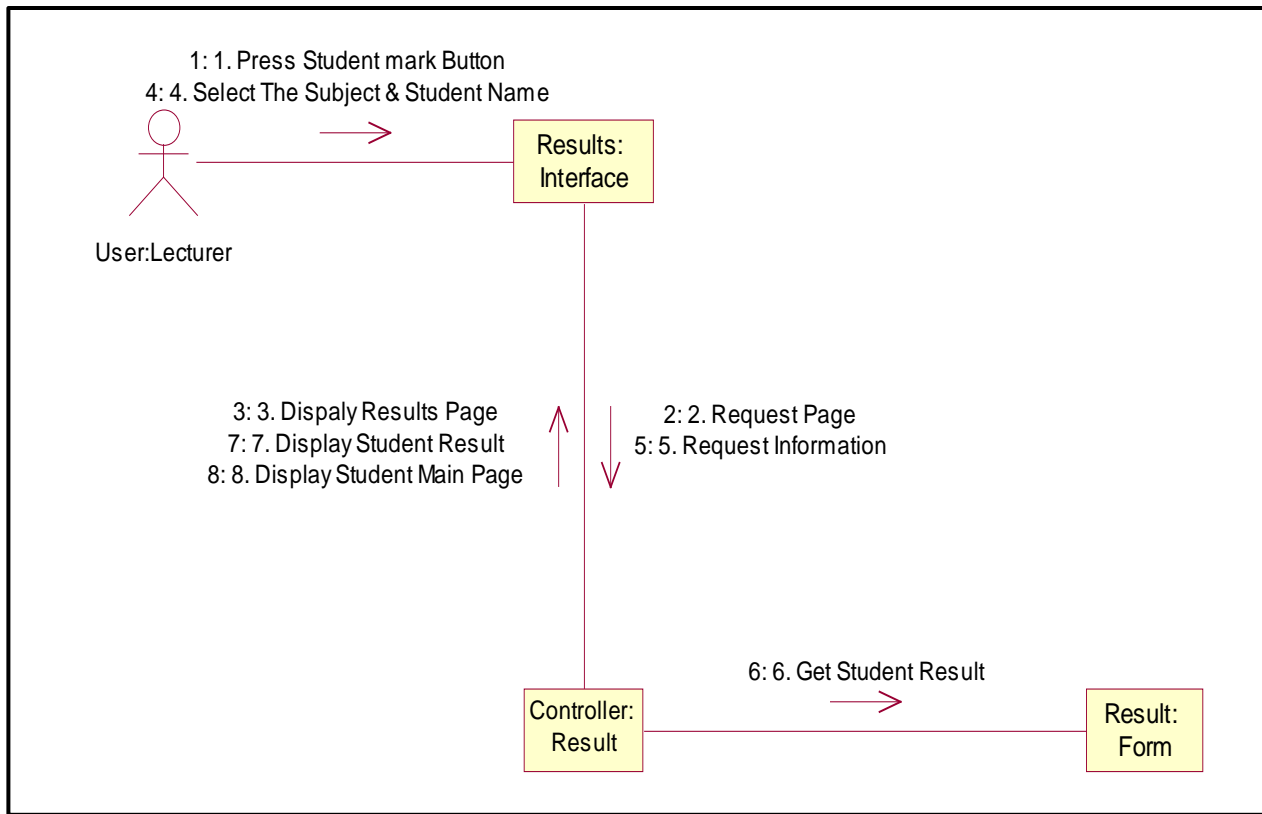 1: 1. Press Student mark Button
4: 4. Select The Subject & Student Name
Results:
Interface
User:Lecturer
3: 3. Dispaly Results Page
7: 7. Display Student Result
8: 8. Display Student Main Page
2: 2. Request Page
5: 5. Request Information
6: 6. Get Student Result
Controller:
Result
Result:
Form